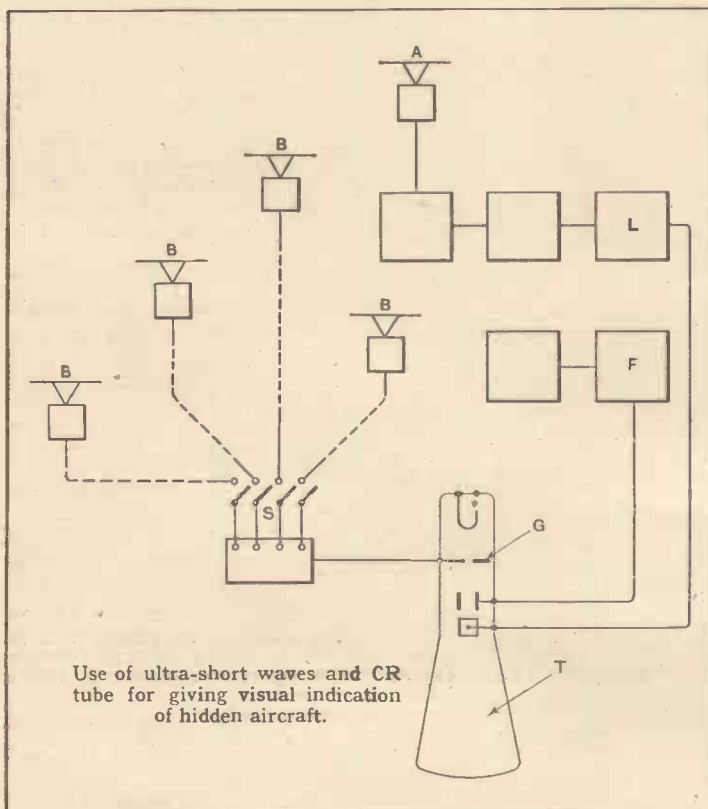 A
B
B
L
B
B
F
S
G
T
Use of ultra-short waves and CR
tube for giving visual indication
of hidden aircraft.